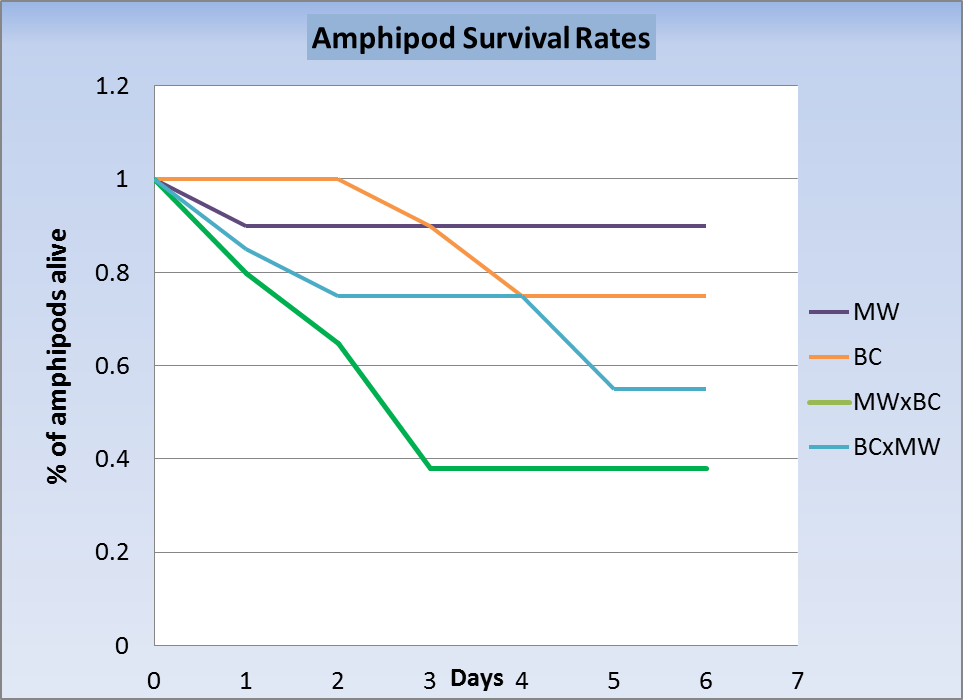 Amphipod Survival Rates
1.2
1
0.8
0.6
0.4
0.2
0
% of amphipods alive
0 1 2 3 4 5 6 7
Days
MW
BC
MWxBC
BCxMW